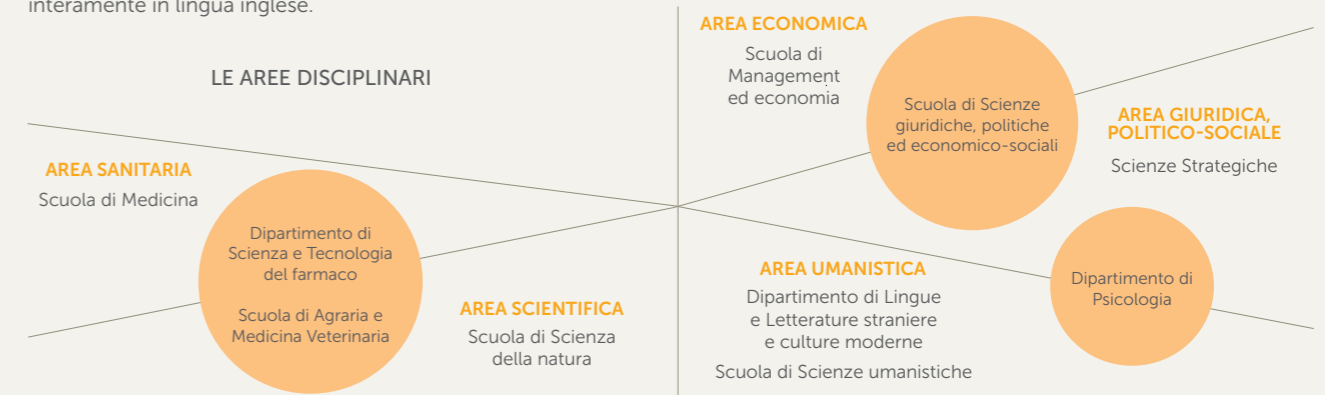 interamente in lingua inglese.
LE AREE DISCIPLINARI
AREA SANITARIA
Scuola di Medicina
Dipartimento di
Scienza e Tecnologia
del farmaco
Scuola di Agraria e
Medicina Veterinaria
AREA SCIENTIFICA
Scuola di Scienza
della natura
AREA ECONOMICA
Scuola di
Management
ed economia
Scuola di Scienze
giuridiche, politiche
ed economico-sociali
AREA GIURIDICA,
POLITICO-SOCIALE
Scienze Strategiche
AREA UMANISTICA
Dipartimento di Lingue
e Letterature straniere
e culture moderne
Scuola di Scienze umanistiche
Dipartimento di
Psicologia